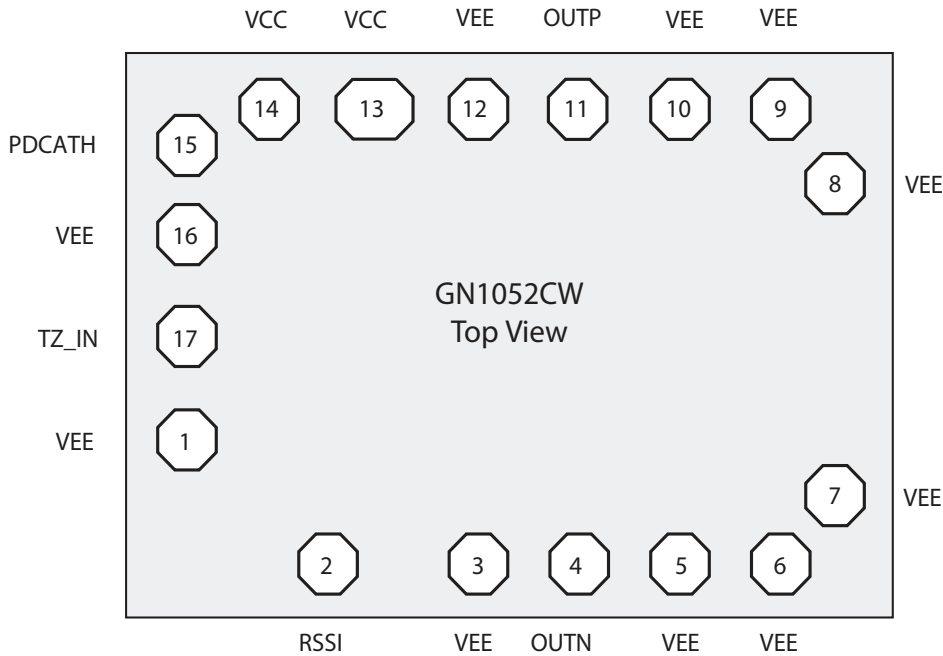 VCC VCC VEE OUTP VEE VEE
14 13 12 11 10 9
PDCATH 15
8 VEE
VEE 16
GN1052CW
Top View
TZ_IN 17
VEE 1
7 VEE
2 3 4 5 6
RSSI VEE OUTN VEE VEE